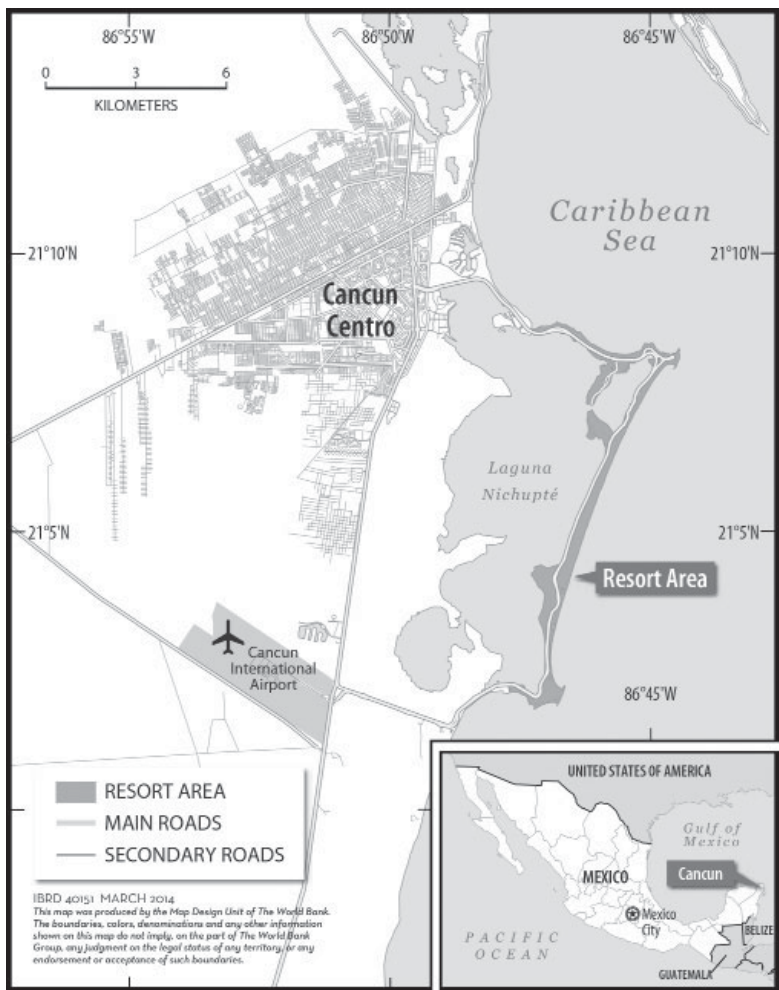 86°55'W
86°50'W
86°45'W
0 3 6
KILOMETERS
Caribbean
Sea
21°10'N
21°10'N
Cancun
Centro
Laguna
Nichupté
21°5'N
21°5'N
Resort Area
Cancun
International
Airport
86°45'W
RESORT AREA
MAIN ROADS
SECONDARY ROADS
IBRD 40151 MARCH 2014
This map was produced by the Map Design Unit of The World Bank.
The boundaries, colors, denominations and any other information
shown on this map do not imply, on the part of The World Bank
Group, any judgment on the legal status of any territory, or any
endorsement or acceptance of such boundaries.
UNITED STATES OF AMERICA
Gulf of
Mexico
Cancun
MEXICO
Mexico
City
PACIFIC
OCEAN
BELIZE
GUATEMALA